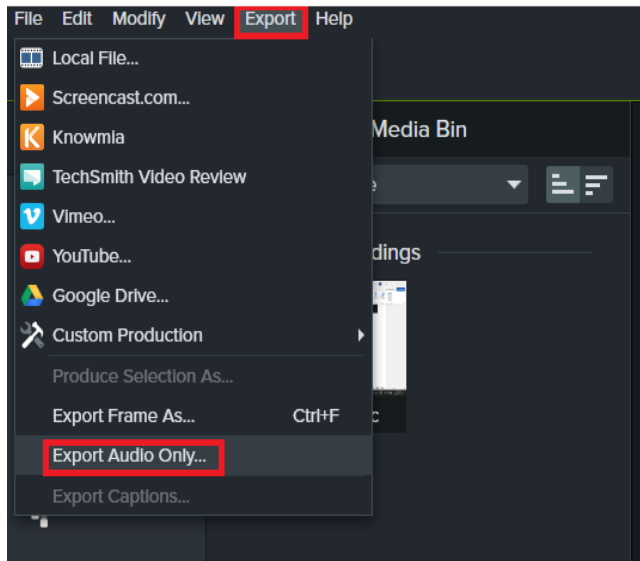 File Edit Modify View Export Help
Local File...
Screencast.com...
Knowmia
Media Bin
TechSmith Video Review
Vimeo...
YouTube...
dings
Google Drive...
Custom Production
Produce Selection As...
Export Frame As... Ctrl+F
c
Export Audio Only...
Export Captions...